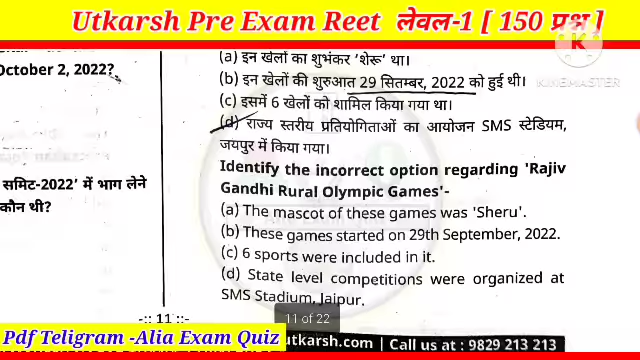 Utkarsh Pre Exam Reet लेवल-1 [ 150 प्रश्न ]
KINEMASTER
October 2, 2022?
समिट-2022’ में भाग लेने
कौन थी?
(a) इन खेलों का शुभंकर ‘शेरू’ था।
(b) इन खेलों की शुरुआत 29 सितम्बर, 2022 को हुई थी।
(c) इसमें 6 खेलों को शामिल किया गया था।
(d) राज्य स्तरीय प्रतियोगिताओं का आयोजन SMS स्टेडियम,
जयपुर में किया गया।
Identify the incorrect option regarding 'Rajiv
Gandhi Rural Olympic Games'-
(a) The mascot of these games was 'Sheru'.
(b) These games started on 29th September, 2022.
(c) 6 sports were included in it.
(d) State level competitions were organized at
SMS Stadium, Jaipur.
-:: 11 ::-
11 of 22
utkarsh.com | Call us at : 9829 213 213
Pdf Teligram -Alia Exam Quiz